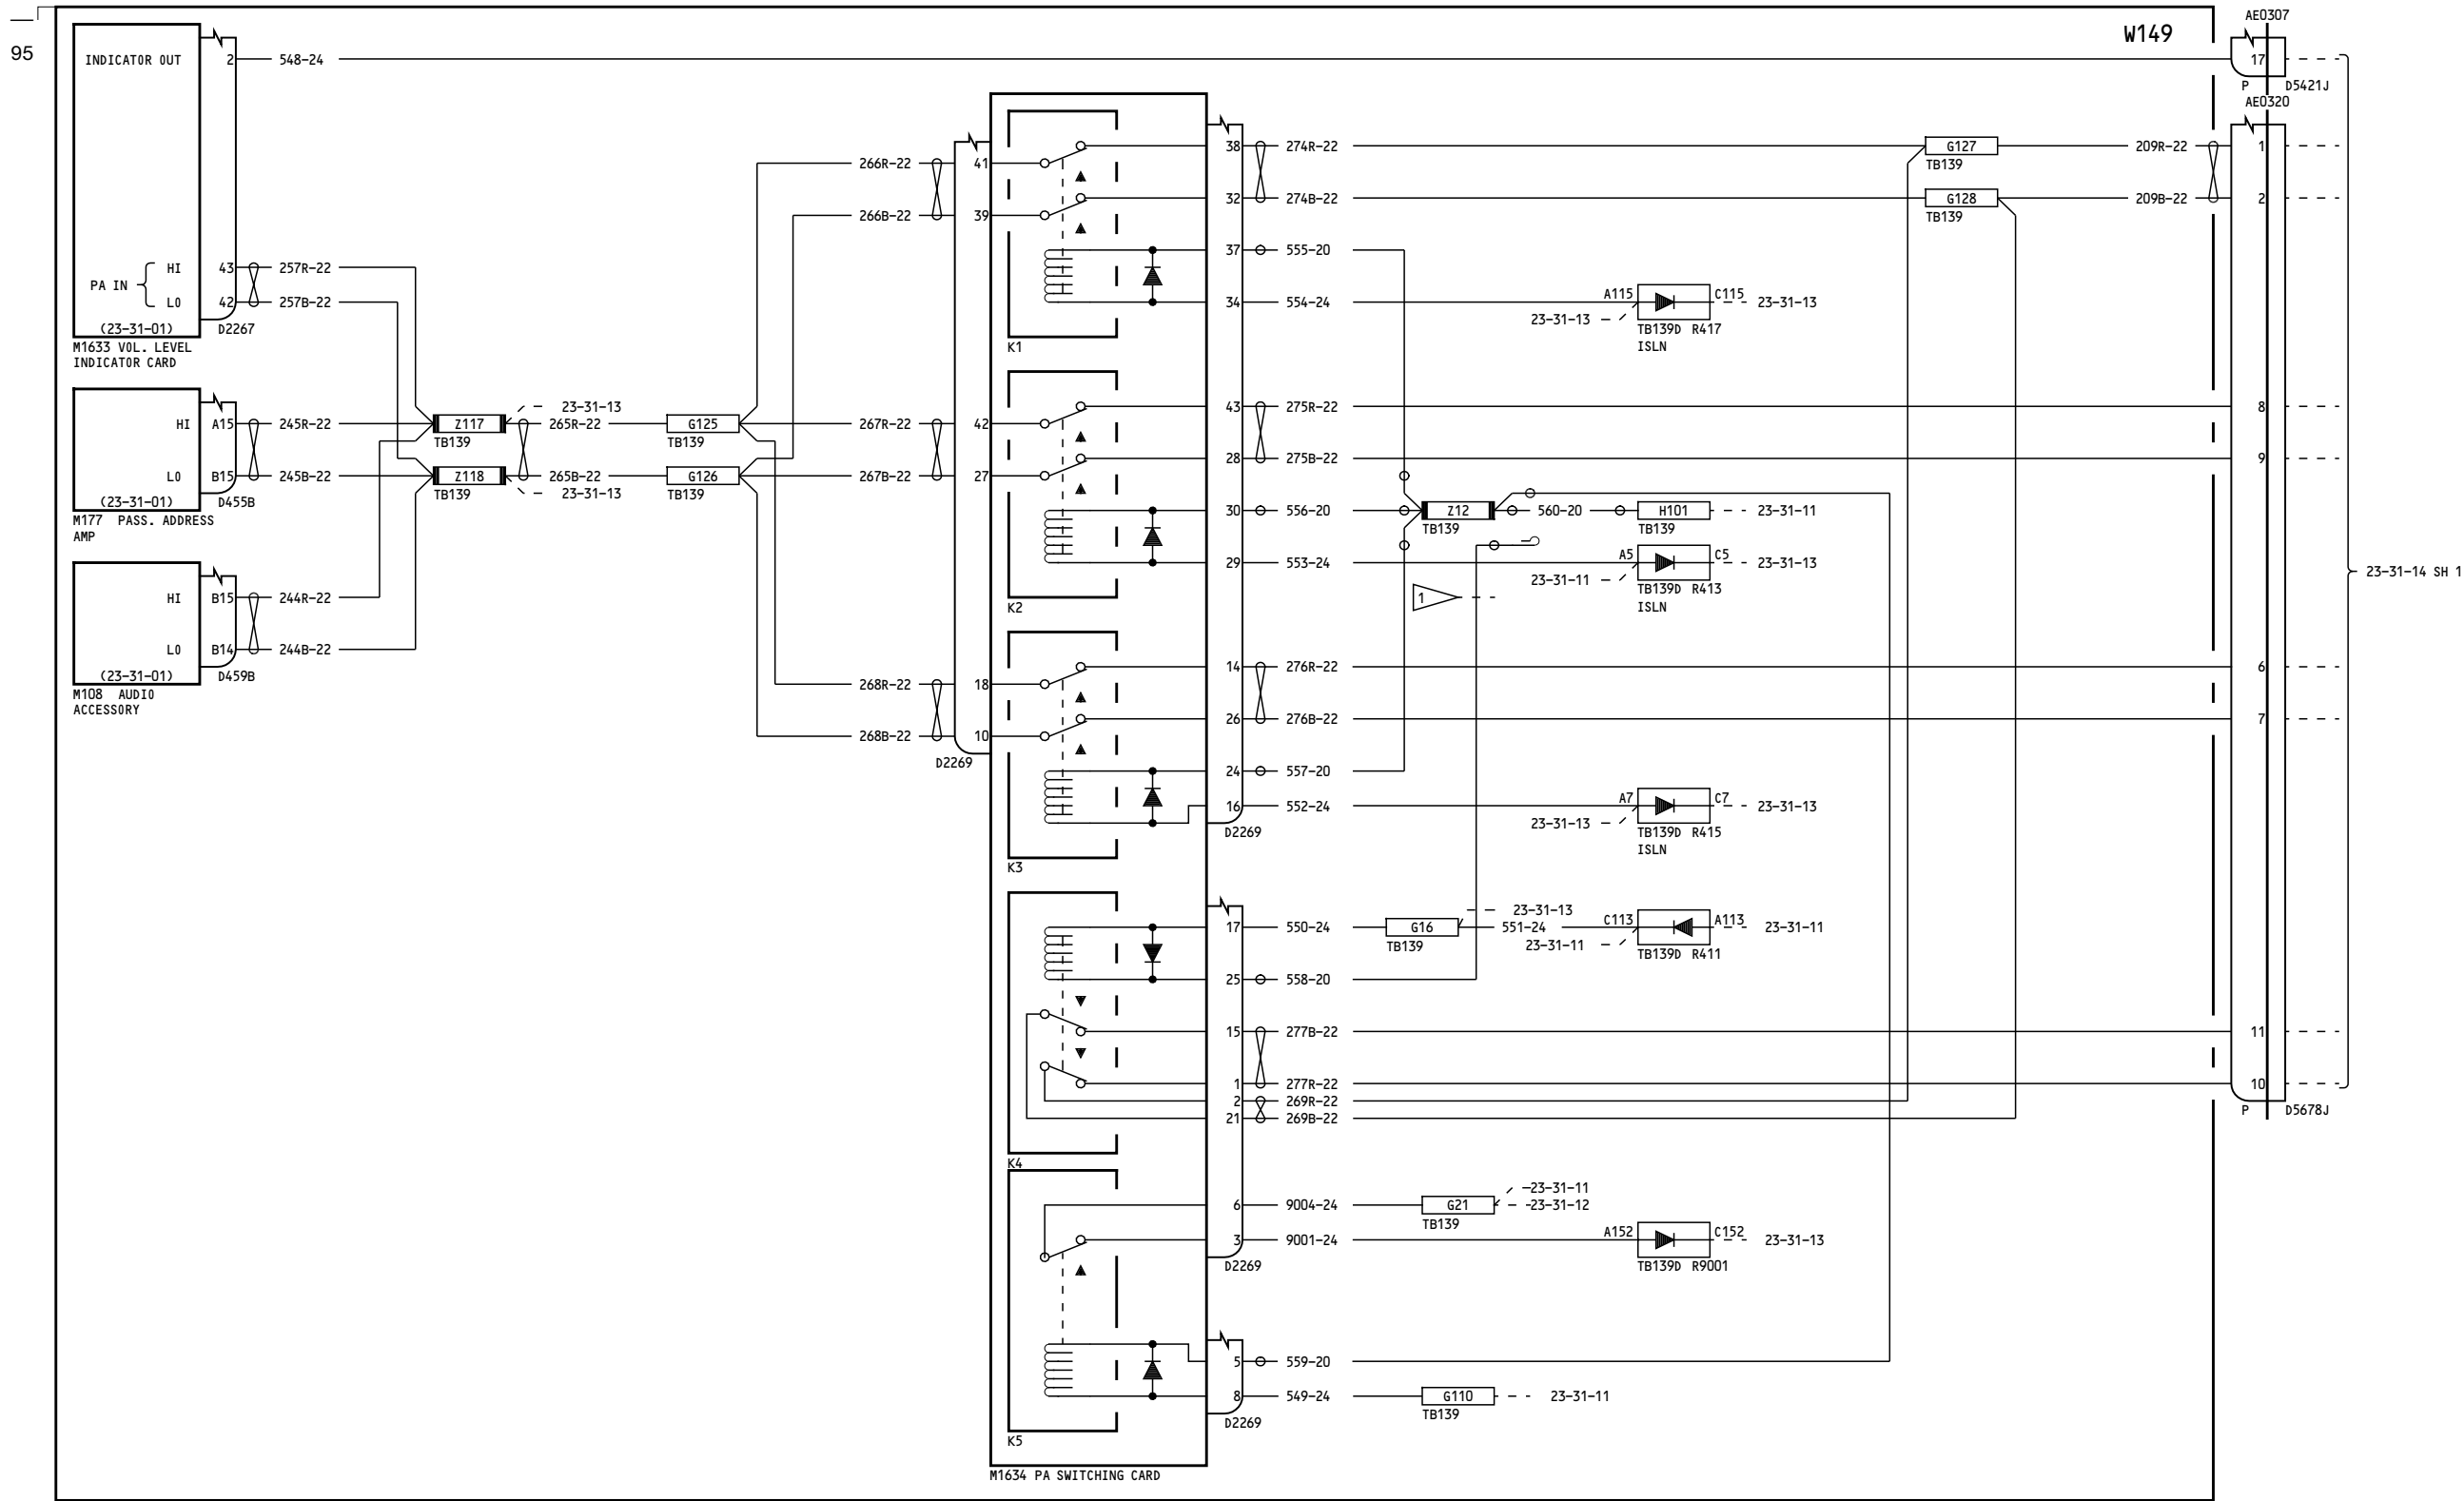 95
W149
AE0307
INDICATOR OUT
2
548-24
17
P
D5421J
AE0320
PA IN
HI
43
257R-22
LO
42
257B-22
(23-31-01)
D2267
M1633 VOL. LEVEL
INDICATOR CARD
HI
A15
245R-22
LO
B15
245B-22
(23-31-01)
D455B
M177 PASS. ADDRESS
AMP
HI
B15
244R-22
LO
B14
244B-22
(23-31-01)
D459B
M108 AUDIO
ACCESSORY
Z117
TB139
23-31-13
265R-22
Z118
TB139
265B-22
23-31-13
G125
TB139
G126
TB139
266R-22
41
266B-22
39
267R-22
42
267B-22
27
268R-22
18
268B-22
10
D2269
K1
K2
K3
K4
K5
M1634 PA SWITCHING CARD
38
274R-22
G127
TB139
209R-22
1
32
274B-22
G128
TB139
209B-22
2
37
555-20
34
554-24
A115
C115
23-31-13
23-31-13
TB139D R417
ISLN
43
275R-22
8
28
275B-22
9
30
556-20
Z12
TB139
560-20
H101
TB139
23-31-11
29
553-24
A5
C5
23-31-13
23-31-11
TB139D R413
ISLN
1
23-31-14 SH 1
14
276R-22
6
26
276B-22
7
24
557-20
16
552-24
A7
C7
23-31-13
23-31-13
TB139D R415
ISLN
D2269
17
550-24
G16
TB139
23-31-13
551-24
23-31-11
C113
A113
23-31-11
TB139D R411
25
558-20
15
277B-22
11
1
277R-22
10
2
269R-22
21
269B-22
P
D5678J
6
9004-24
G21
TB139
23-31-11
23-31-12
3
9001-24
A152
C152
23-31-13
TB139D R9001
D2269
5
559-20
8
549-24
G110
TB139
23-31-11
D2269